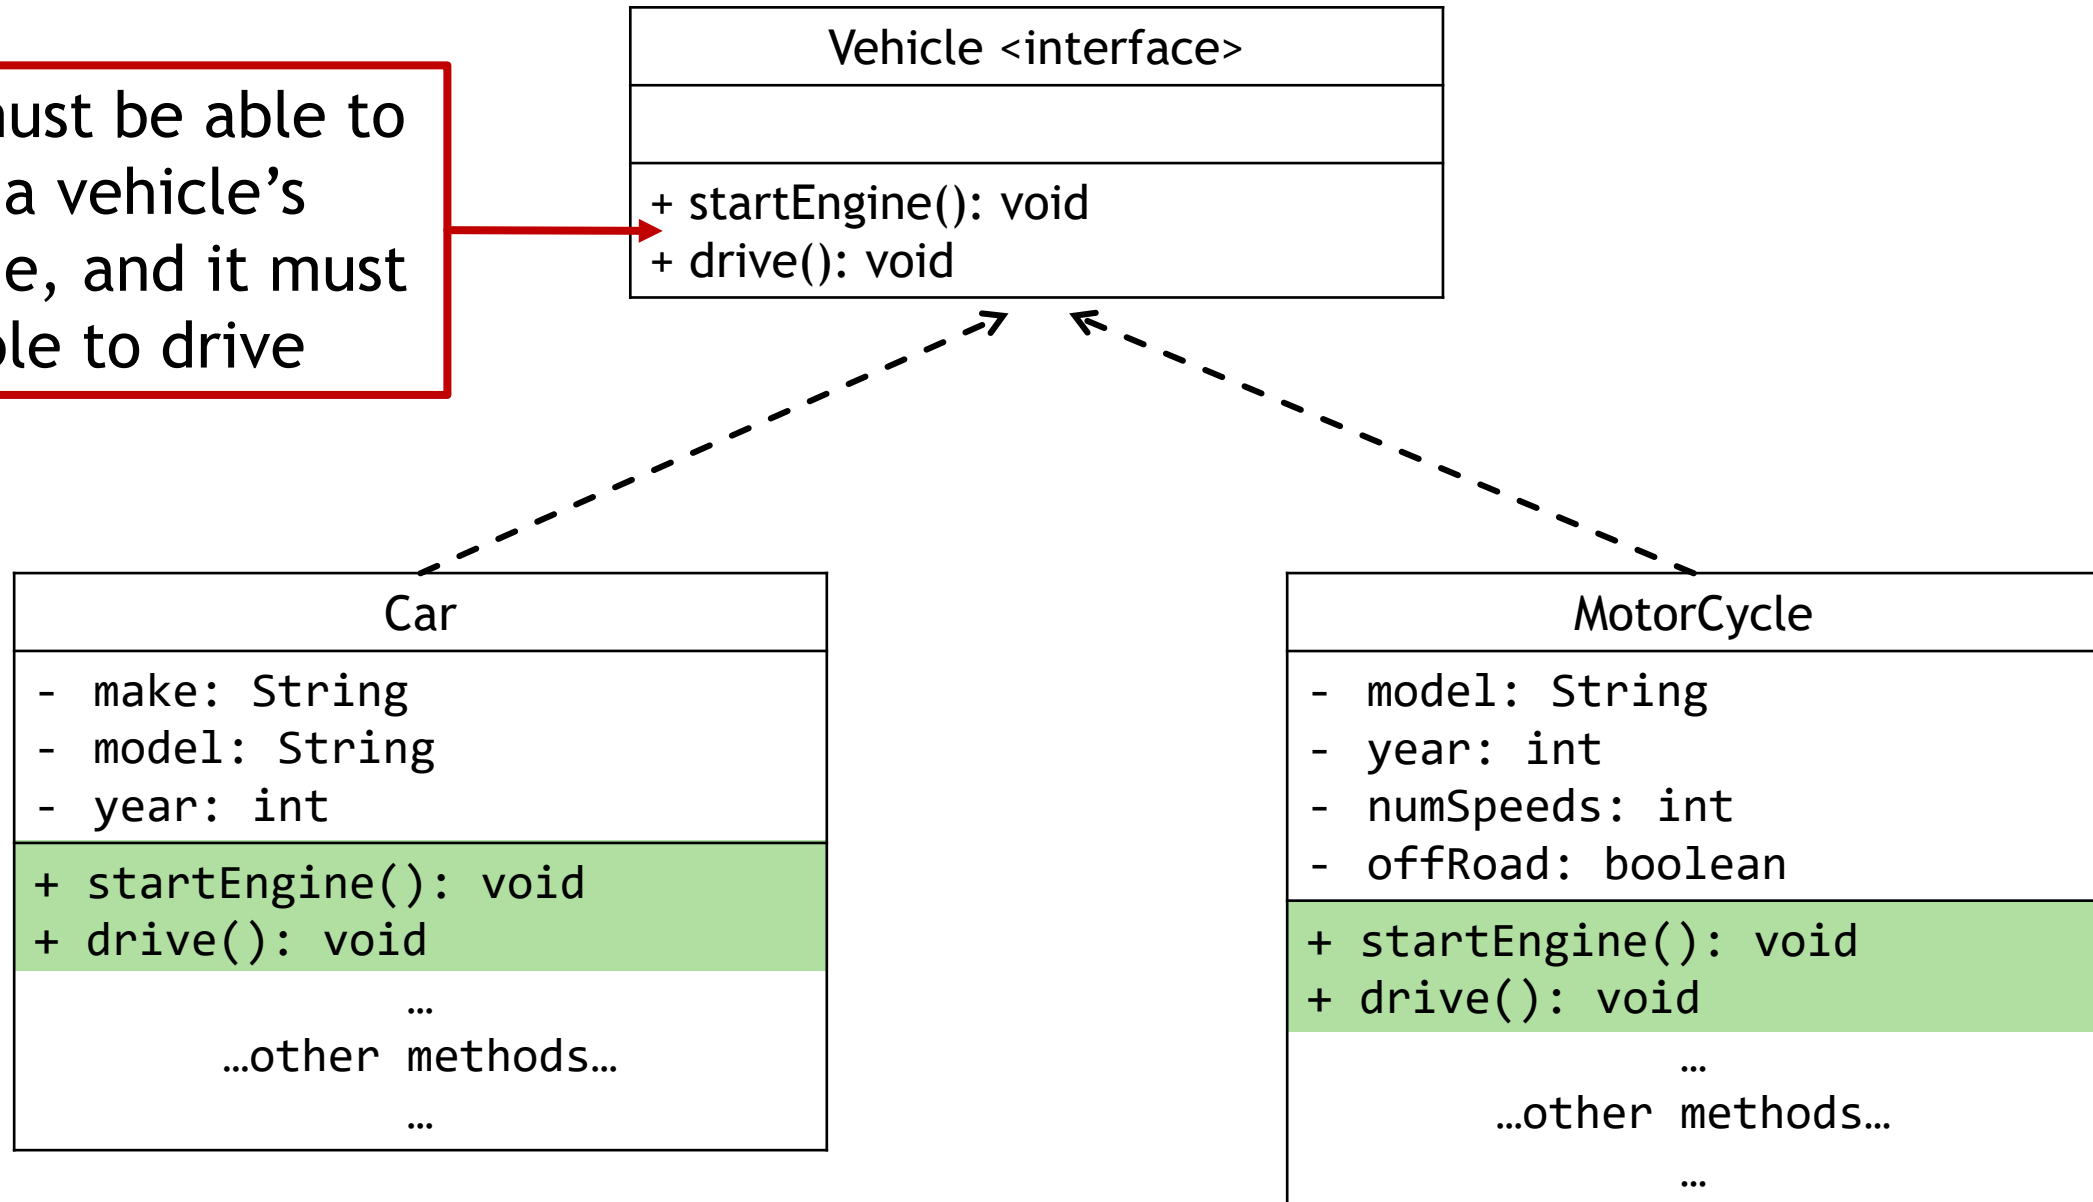 Vehicle <interface>
+ startEngine(): void
+ drive(): void
must be able to
a vehicle’s
e, and it must
ble to drive
Car
- make: String
- model: String
- year: int
+ startEngine(): void
+ drive(): void
…
…other methods…
…
MotorCycle
- model: String
- year: int
- numSpeeds: int
- offRoad: boolean
+ startEngine(): void
+ drive(): void
…
…other methods…
…